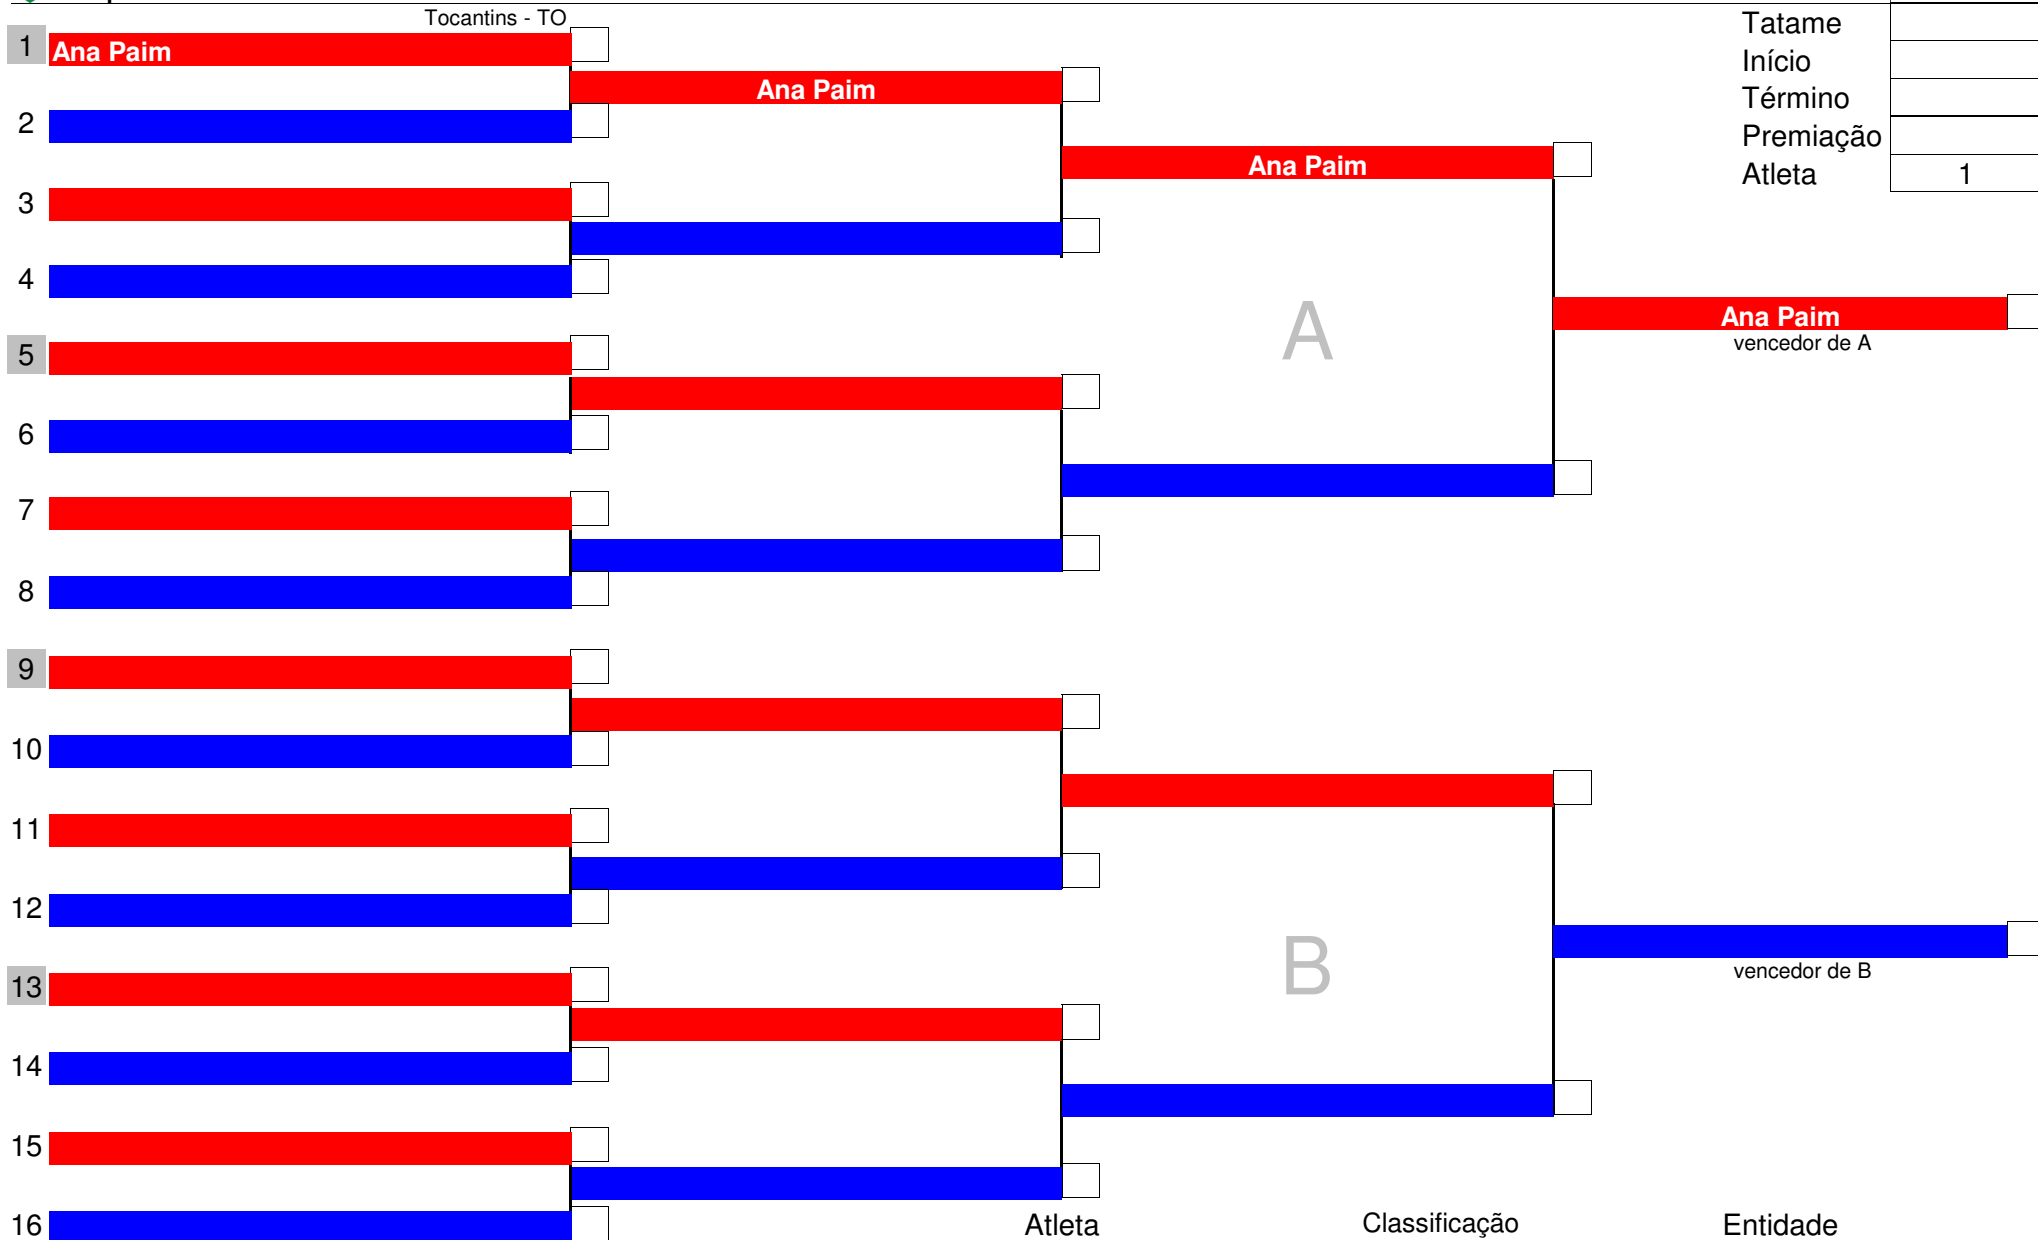 Tocantins - TO
Tatame
1 Ana Paim
Início
Ana Paim
Término
2
Premiação
Ana Paim
Atleta 1
3
4
A
Ana Paim
vencedor de A
5
6
7
8
9
10
11
12
B
vencedor de B
13
14
15
16
Atleta Classificação Entidade